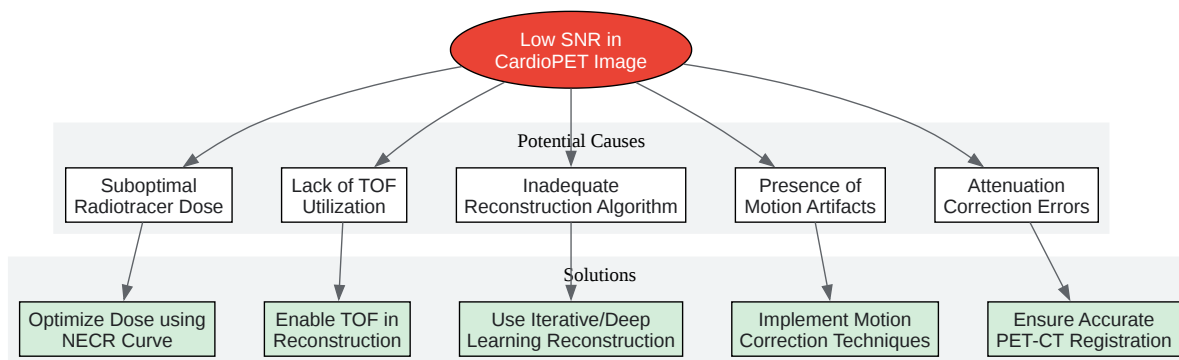 Low SNR in
CardioPET Image
Potential Causes
Suboptimal
Radiotracer Dose
Lack of TOF
Utilization
Inadequate
Reconstruction Algorithm
Presence of
Motion Artifacts
Attenuation
Correction Errors
Solutions
Optimize Dose using
NECR Curve
Enable TOF in
Reconstruction
Use Iterative/Deep
Learning Reconstruction
Implement Motion
Correction Techniques
Ensure Accurate
PET-CT Registration